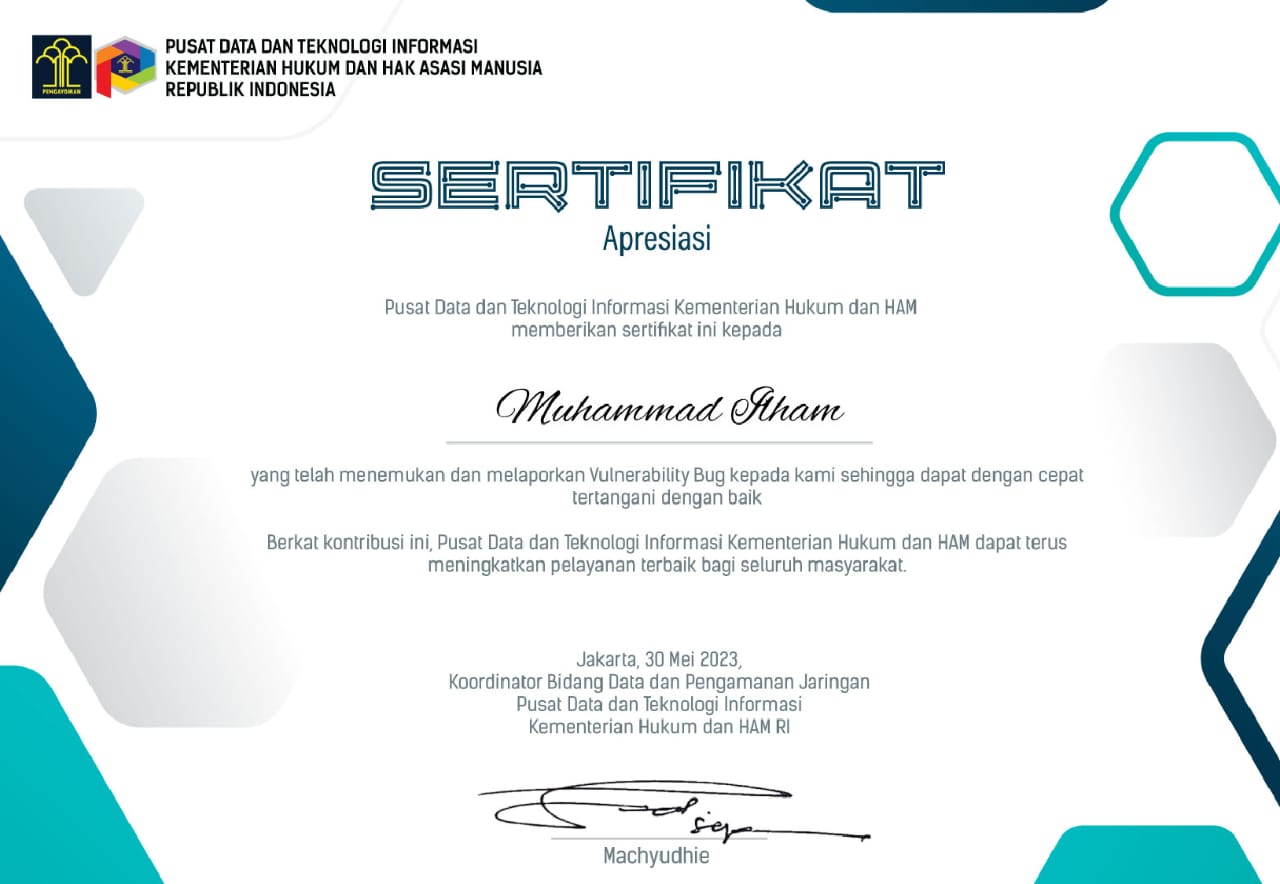 PENGAYOMAN
PUSAT DATA DAN TEKNOLOGI INFORMASI
KEMENTERIAN HUKUM DAN HAK ASASI MANUSIA
REPUBLIK INDONESIA
SERTIFIKAT
Apresiasi
Pusat Data dan Teknologi Informasi Kementerian Hukum dan HAM
memberikan sertifikat ini kepada
Muhammad Ilham
yang telah menemukan dan melaporkan Vulnerability Bug kepada kami sehingga dapat dengan cepat
tertangani dengan baik
Berkat kontribusi ini, Pusat Data dan Teknologi Informasi Kementerian Hukum dan HAM dapat terus
meningkatkan pelayanan terbaik bagi seluruh masyarakat.
Jakarta, 30 Mei 2023,
Koordinator Bidang Data dan Pengamanan Jaringan
Pusat Data dan Teknologi Informasi
Kementerian Hukum dan HAM RI
Machyudhie